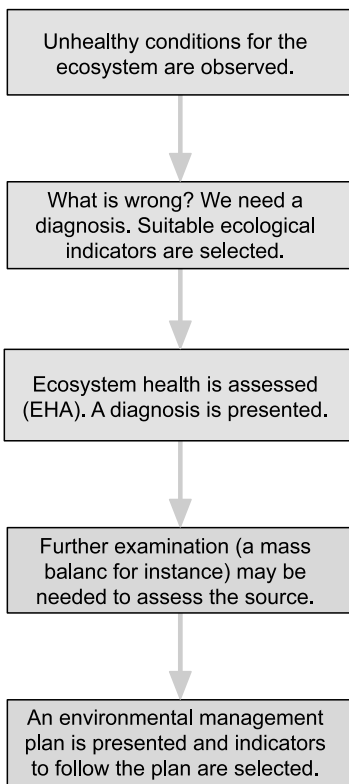 Unhealthy conditions for the
ecosystem are observed.
What is wrong? We need a
diagnosis. Suitable ecological
indicators are selected.
Ecosystem health is assessed
(EHA). A diagnosis is presented.
Further examination (a mass
balanc for instance) may be
needed to assess the source.
An environmental management
plan is presented and indicators
to follow the plan are selected.